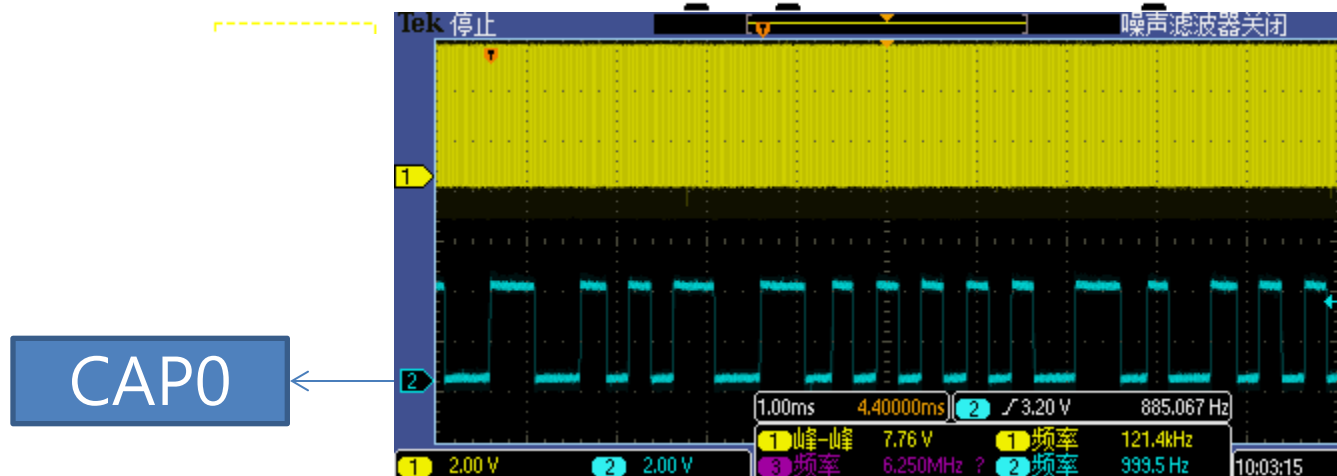 Tek 停止 噪声滤波器关闭
T
T
1
CAP0
2
1.00ms 4.40000ms 2 3.20 V 885.067 Hz
1 峰-峰 7.76 V 1 频率 121.4kHz
3 频率 6.250MHz ? 2 频率 999.5 Hz
1 2.00 V 2 2.00 V 10:03:15